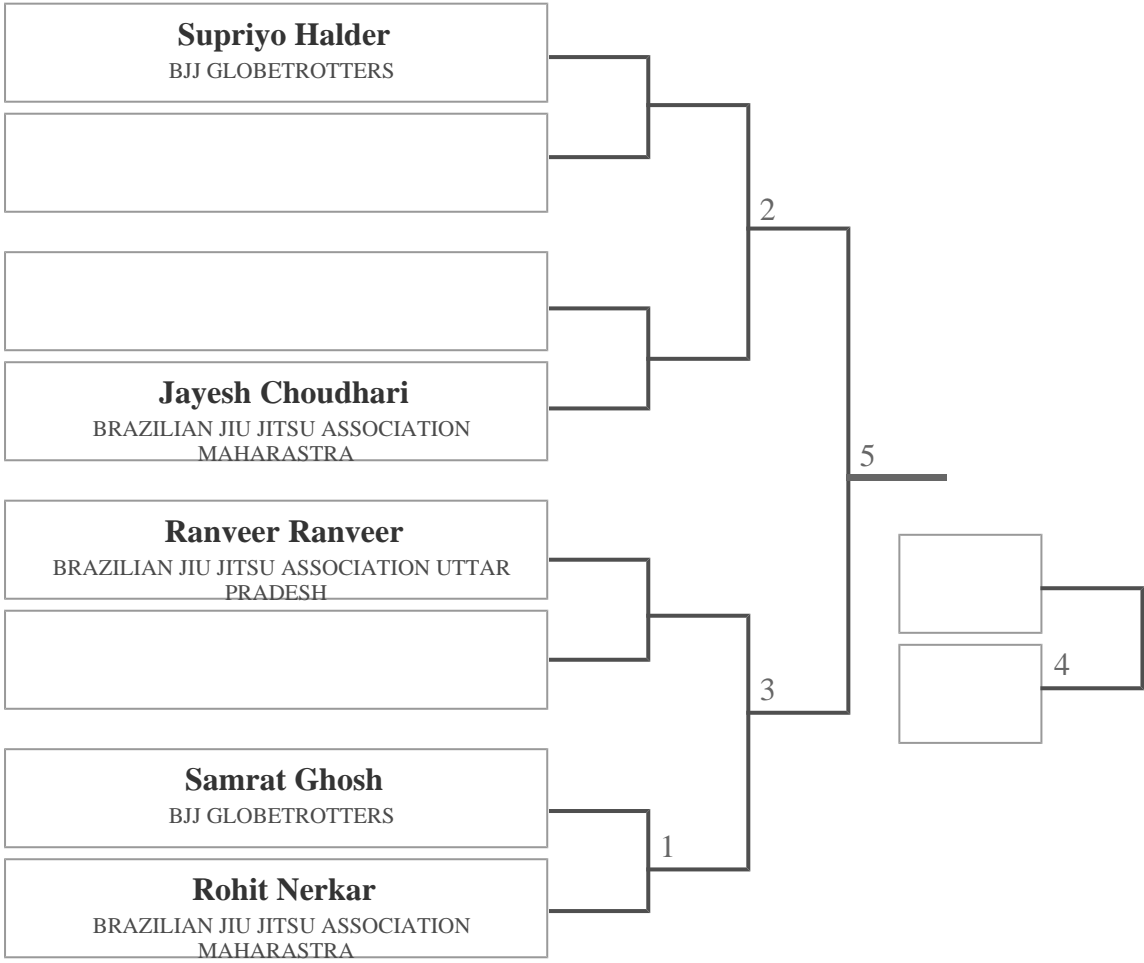 Supriyo Halder
BJJ GLOBETROTTERS
2
Jayesh Choudhari
BRAZILIAN JIU JITSU ASSOCIATION
MAHARASTRA
5
Ranveer Ranveer
BRAZILIAN JIU JITSU ASSOCIATION UTTAR
PRADESH
4
3
Samrat Ghosh
BJJ GLOBETROTTERS
1
Rohit Nerkar
BRAZILIAN JIU JITSU ASSOCIATION
MAHARASTRA